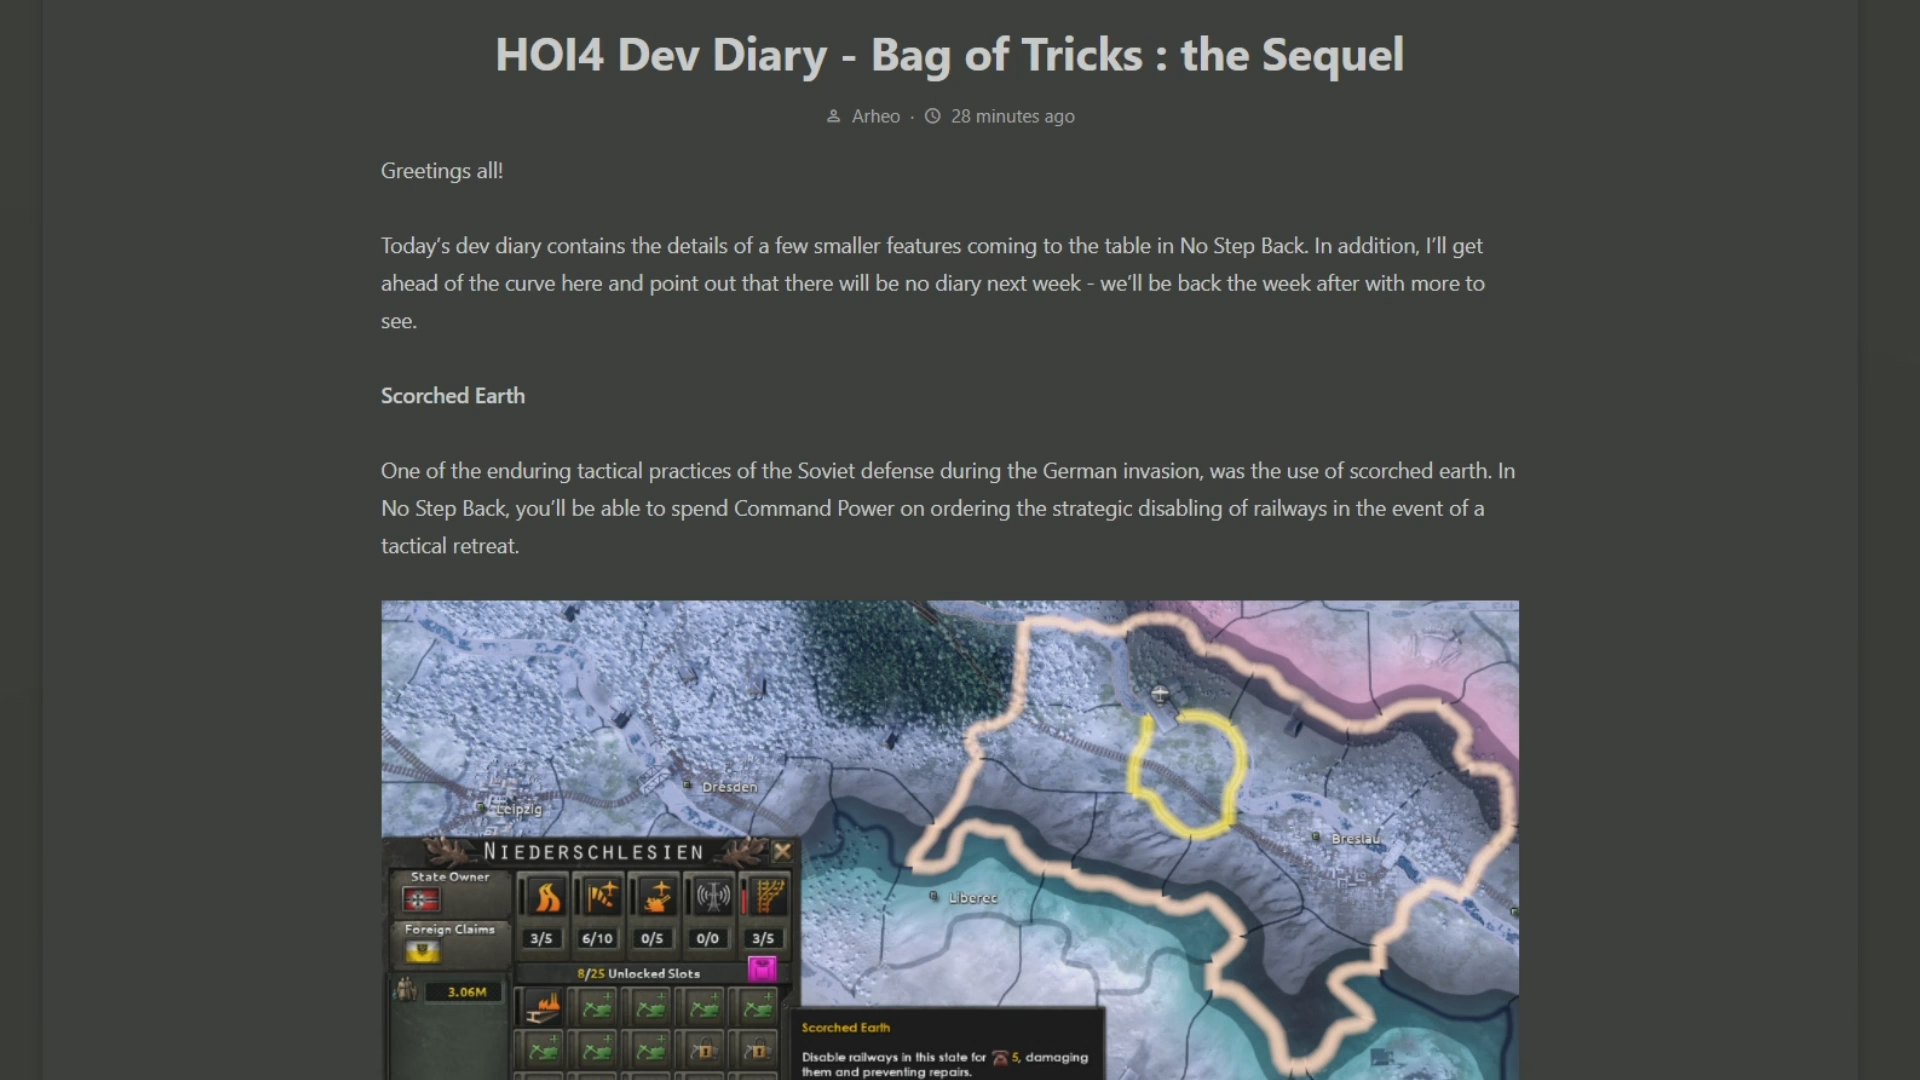 HOI4 Dev Diary - Bag of Tricks : the Sequel
Arheo · 28 minutes ago
Greetings all!
Today's dev diary contains the details of a few smaller features coming to the table in No Step Back. In addition, I'll get
ahead of the curve here and point out that there will be no diary next week - we'll be back the week after with more to
see.
Scorched Earth
One of the enduring tactical practices of the Soviet defense during the German invasion, was the use of scorched earth. In
No Step Back, you'll be able to spend Command Power on ordering the strategic disabling of railways in the event of a
tactical retreat.
Dresden
Leipzig
Breslau
Liberec
NIEDERSCHLESIEN
State Owner
Foreign Claims
3/5 6/10 0/5 0/0 3/5
8/25 Unlocked Slots
3.06M
Scorched Earth
Disable railways in this state for 5, damaging
them and preventing repairs.